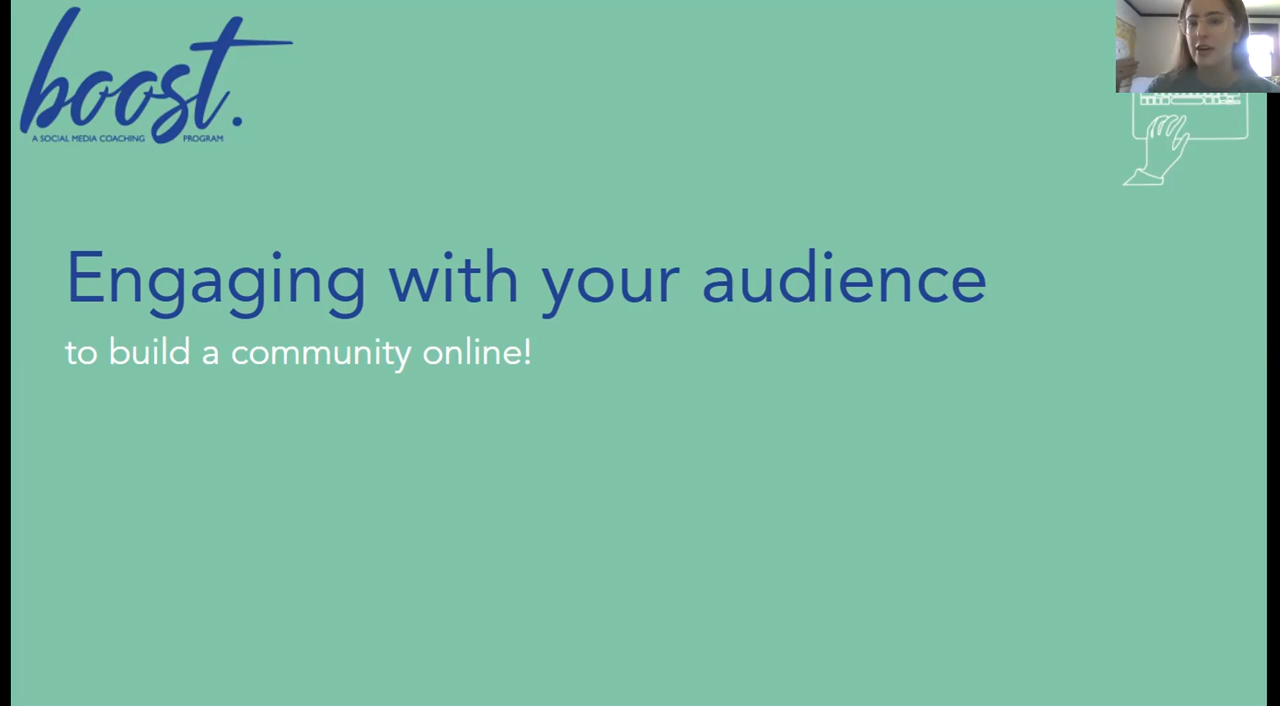 boost.
A SOCIAL MEDIA COACHING PROGRAM
Engaging with your audience
to build a community online!